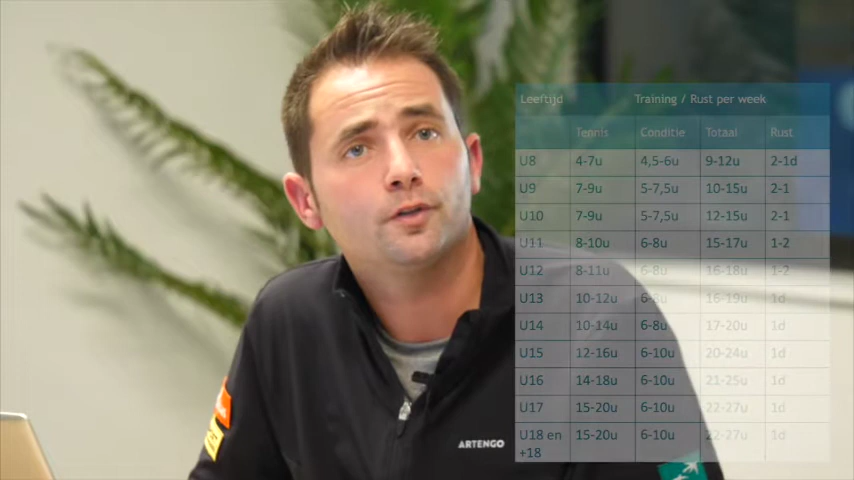 Leeftijd Training / Rust per week
Tennis Conditie Totaal Rust
U8 4-7u 4,5-6u 9-12u 2-1d
U9 7-9u 5-7,5u 10-15u 2-1
U10 7-9u 5-7,5u 12-15u 2-1
U11 8-10u 6-8u 15-17u 1-2
U12 8-11u 6-8u 16-18u 1-2
U13 10-12u 6-8u 16-19u 1d
U14 10-14u 6-8u 17-20u 1d
U15 12-16u 6-10u 20-24u 1d
U16 14-18u 6-10u 21-25u 1d
U17 15-20u 6-10u 22-27u 1d
U18 en 15-20u 6-10u 22-27u 1d
+18
ARTENGO